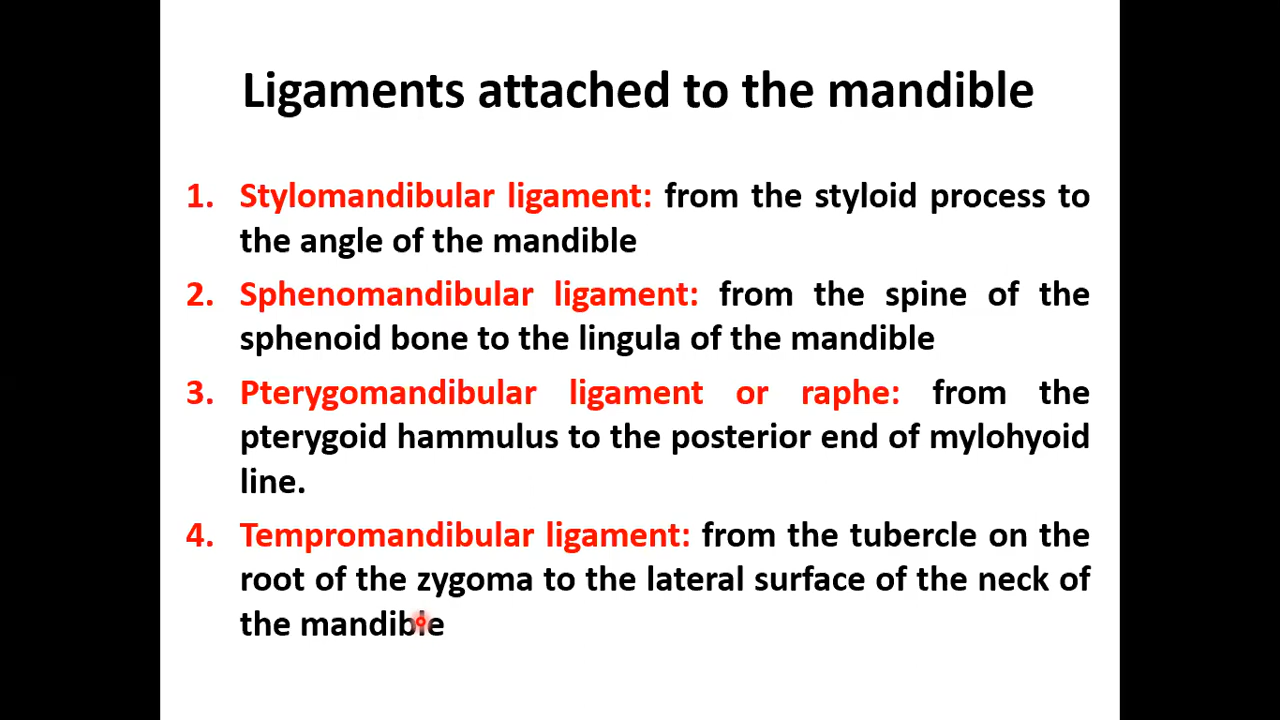 Ligaments attached to the mandible
1. Stylomandibular ligament: from the styloid process to
the angle of the mandible
2. Sphenomandibular ligament: from the spine of the
sphenoid bone to the lingula of the mandible
3. Pterygomandibular ligament or raphe: from the
pterygoid hammulus to the posterior end of mylohyoid
line.
4. Tempromandibular ligament: from the tubercle on the
root of the zygoma to the lateral surface of the neck of
the mandible